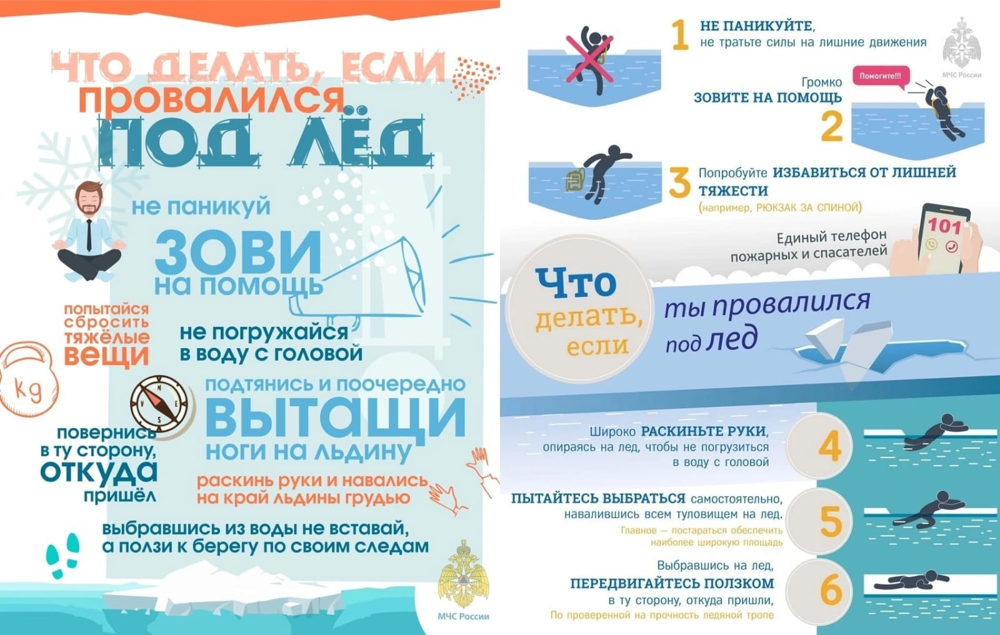 ЧТО ДЕЛАТЬ, ЕСЛИ
ПРОВАЛИЛСЯ
ПОД ЛЁД
не паникуй
ЗОВИ
на помощь
попытайся
сбросить
тяжёлые
вещи
kg
не погружайся
в воду с головой
N
V E
S
подтянись и поочередно
вытащи
ноги на льдину
повернись
в ту сторону,
откуда
пришёл
раскинь руки и навались
на край льдины грудью
выбравшись из воды не вставай,
а ползи к берегу по своим следам
МЧС России
1
НЕ ПАНИКУЙТЕ,
не тратьте силы на лишние движения
МЧС России
Громко
ЗОВИТЕ НА ПОМОЩЬ
2
Помогите!!!
3
Попробуйте ИЗБАВИТЬСЯ ОТ ЛИШНЕЙ
ТЯЖЕСТИ
(например, РЮКЗАК ЗА СПИНОЙ)
Единый телефон
пожарных и спасателей
101
Что
делать,
если
ты провалился
под лед
Широко РАСКИНЬТЕ РУКИ,
опираясь на лед, чтобы не погрузиться
в воду с головой
4
ПЫТАЙТЕСЬ ВЫБРАТЬСЯ самостоятельно,
навалившись всем туловищем на лед.
Главное – постараться обеспечить
наиболее широкую площадь
5
Выбравшись на лед,
ПЕРЕДВИГАЙТЕСЬ ПОЛЗКОМ
в ту сторону, откуда пришли,
По проверенной на прочность ледяной тропе
6